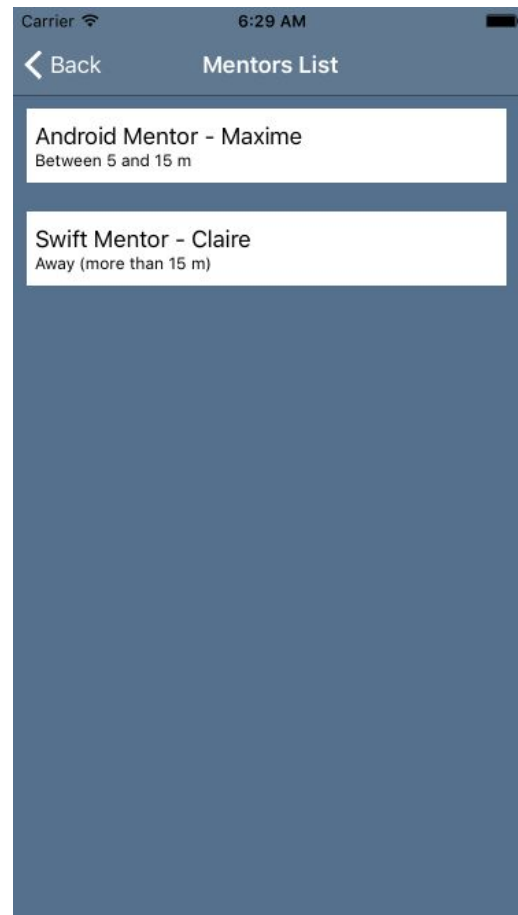 Carrier 6:29 AM
Back Mentors List
Android Mentor - Maxime
Between 5 and 15 m
Swift Mentor - Claire
Away (more than 15 m)